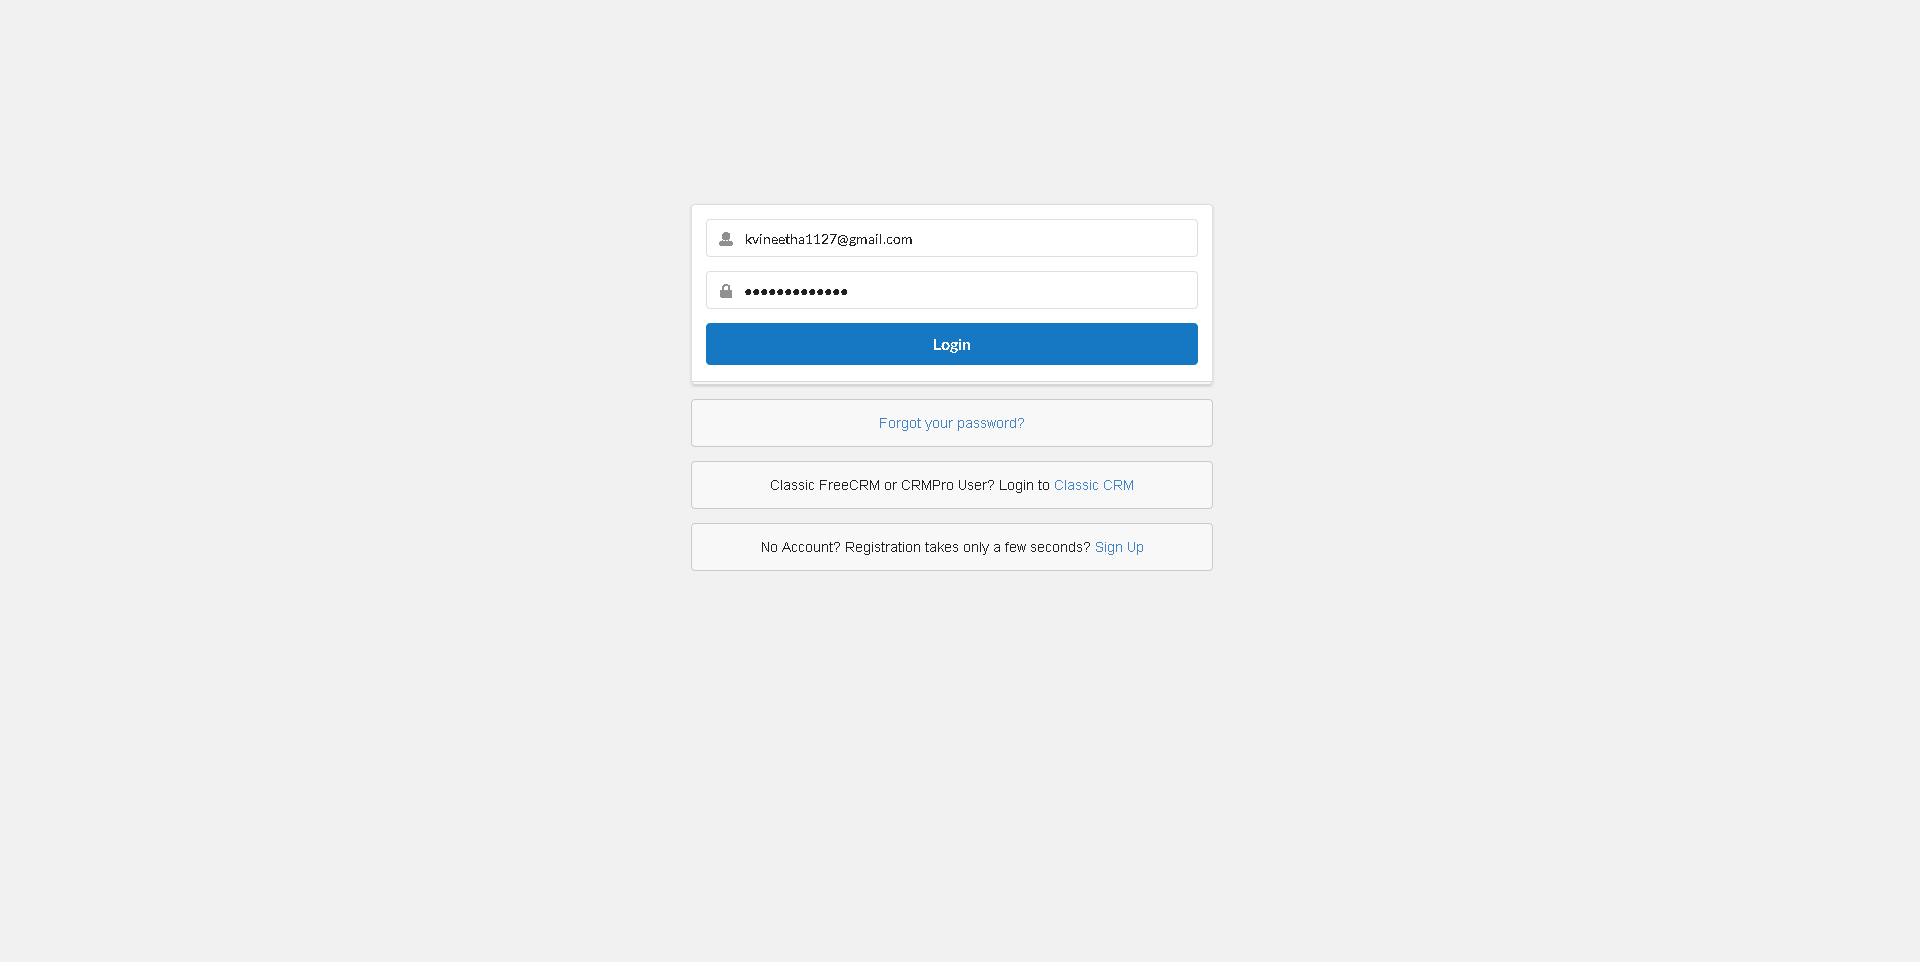 kvineetha1127@gmail.com
•••••••••••••
Login
Forgot your password?
Classic FreeCRM or CRMPro User? Login to Classic CRM
No Account? Registration takes only a few seconds? Sign Up